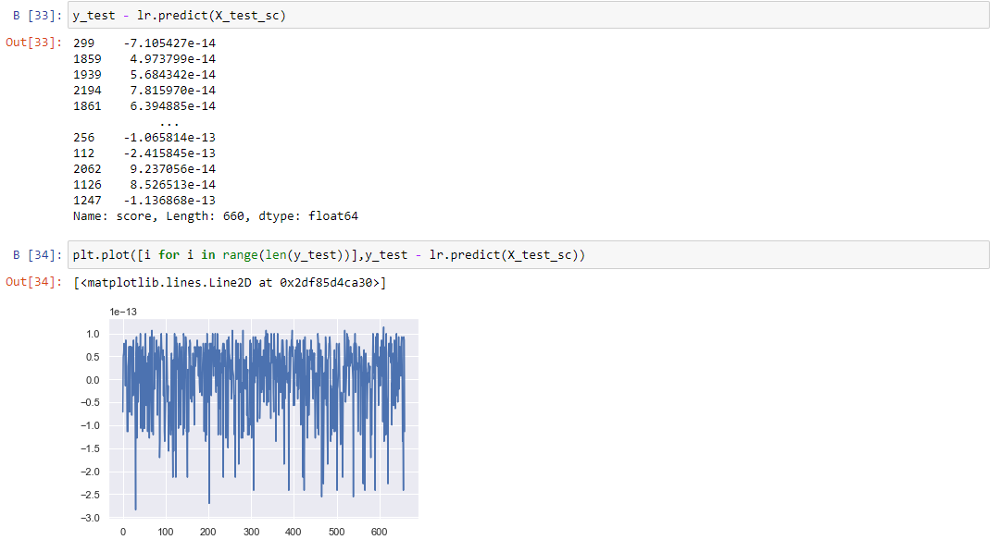 B [33]: y_test - lr.predict(X_test_sc)
Out[33]: 299 -7.105427e-14
1859 4.973799e-14
1939 5.684342e-14
2194 7.815970e-14
1861 6.394885e-14
...
256 -1.065814e-13
112 -2.415845e-13
2062 9.237056e-14
1126 8.526513e-14
1247 -1.136868e-13
Name: score, Length: 660, dtype: float64
B [34]: plt.plot([i for i in range(len(y_test))],y_test - lr.predict(X_test_sc))
Out[34]: [<matplotlib.lines.Line2D at 0x2df85d4ca30>]
1e−13
1.0
0.5
0.0
−0.5
−1.0
−1.5
−2.0
−2.5
−3.0
0 100 200 300 400 500 600